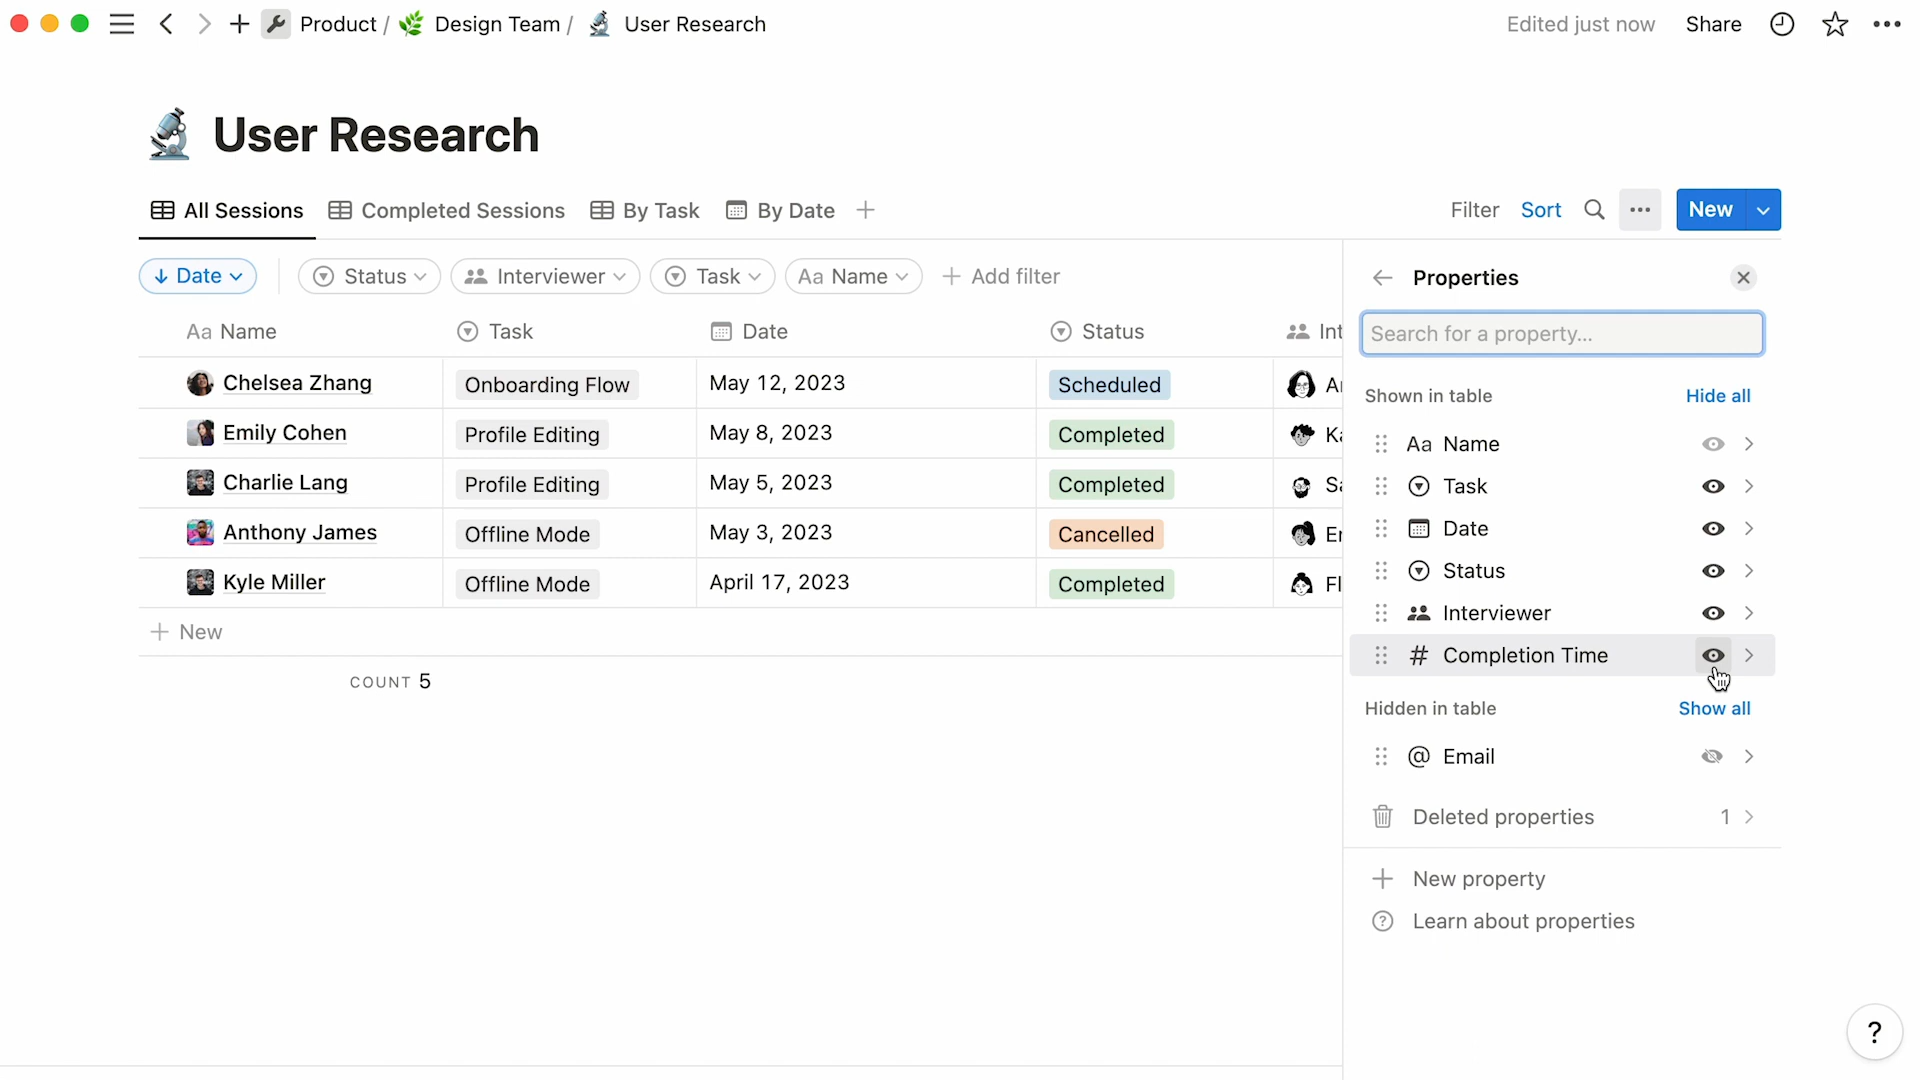 Product / Design Team / User Research
Edited just now Share
User Research
All Sessions Completed Sessions By Task By Date
Filter Sort New
Date Status Interviewer Task Aa Name + Add filter
Aa Name Task Date Status Int
Chelsea Zhang Onboarding Flow May 12, 2023 Scheduled
Emily Cohen Profile Editing May 8, 2023 Completed
Charlie Lang Profile Editing May 5, 2023 Completed
Anthony James Offline Mode May 3, 2023 Cancelled
Kyle Miller Offline Mode April 17, 2023 Completed
+ New
COUNT 5
Properties
Search for a property...
Shown in table Hide all
Aa Name
Task
Date
Status
Interviewer
# Completion Time
Hidden in table Show all
@ Email
Deleted properties 1
+ New property
? Learn about properties
?